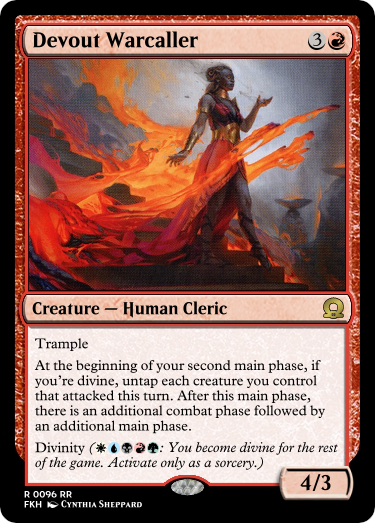 Devout Warcaller 3
Creature — Human Cleric
Trample
At the beginning of your second main phase, if
you're divine, untap each creature you control
that attacked this turn. After this main phase,
there is an additional combat phase followed by
an additional main phase.
Divinity (: You become divine for the rest
of the game. Activate only as a sorcery.)
4/3
R 0096 RR
FKH Cynthia Sheppard